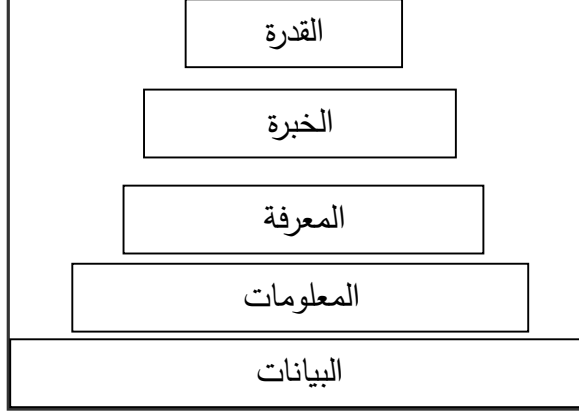 القدرة
الخبرة
المعرفة
المعلومات
البيانات